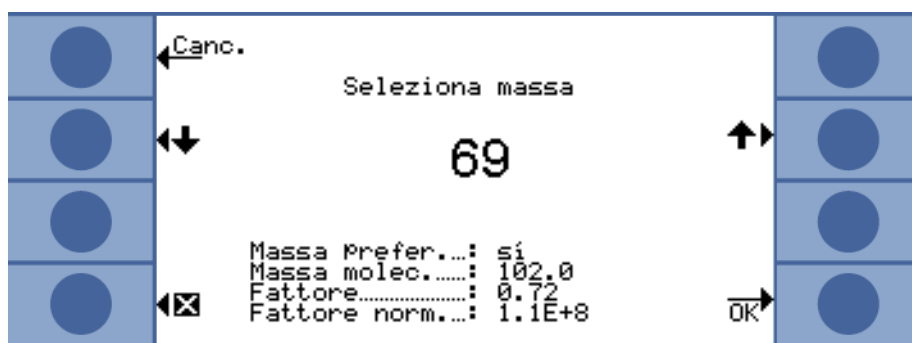 Canc.
Seleziona massa
69
Massa Prefer.…: sí
Massa molec.……: 102.0
Fattore………………: 0.72
Fattore norm.…: 1.1E+8
OK